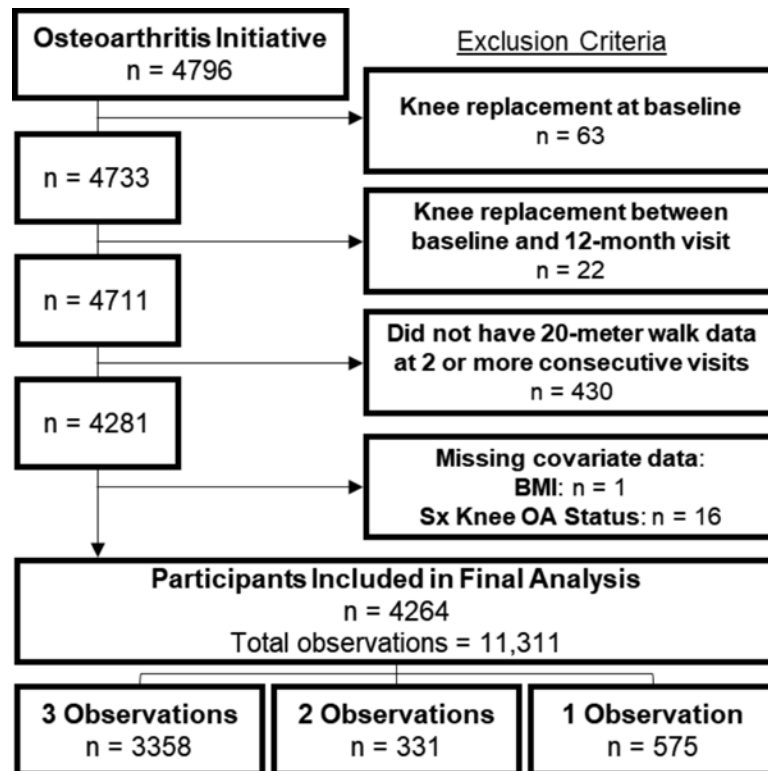 Osteoarthritis Initiative
n = 4796
Exclusion Criteria
Knee replacement at baseline
n = 63
n = 4733
Knee replacement between
baseline and 12-month visit
n = 22
n = 4711
Did not have 20-meter walk data
at 2 or more consecutive visits
n = 430
n = 4281
Missing covariate data:
BMI: n = 1
Sx Knee OA Status: n = 16
Participants Included in Final Analysis
n = 4264
Total observations = 11,311
3 Observations
n = 3358
2 Observations
n = 331
1 Observation
n = 575